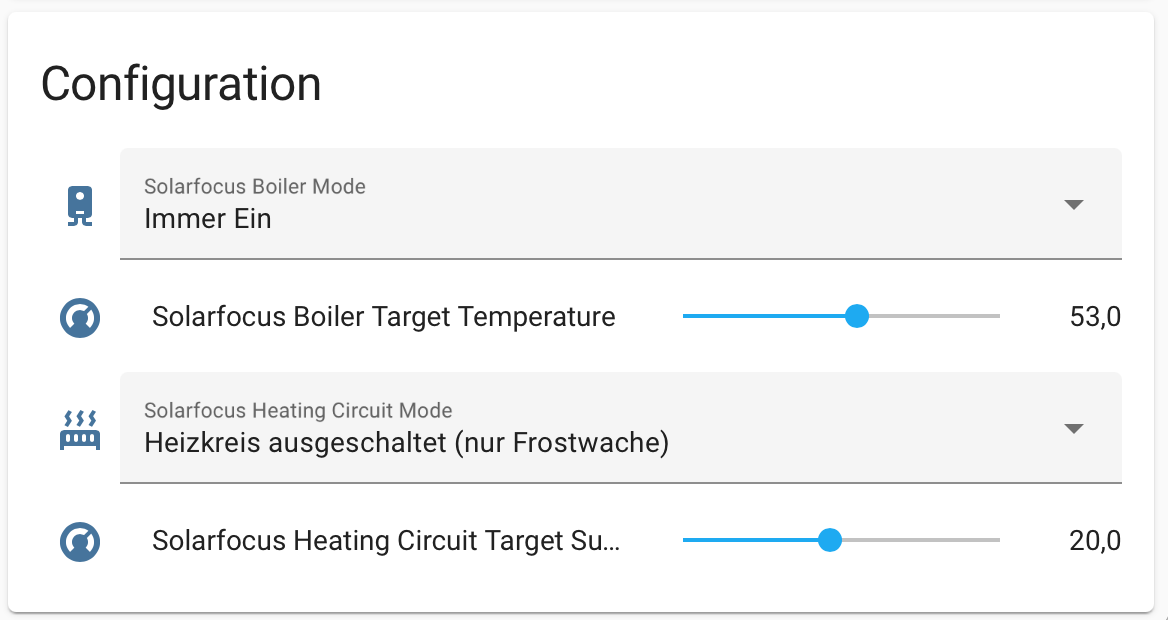 Configuration
Solarfocus Boiler Mode
Immer Ein
Solarfocus Boiler Target Temperature 53,0
Solarfocus Heating Circuit Mode
Heizkreis ausgeschaltet (nur Frostwache)
Solarfocus Heating Circuit Target Su... 20,0